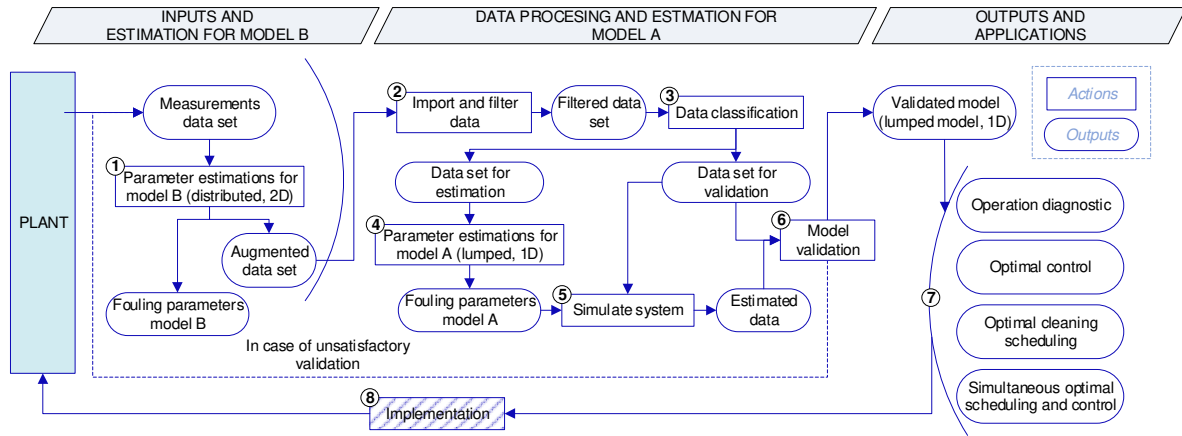 INPUTS AND
ESTIMATION FOR MODEL B
DATA PROCESING AND ESTMATION FOR
MODEL A
OUTPUTS AND
APPLICATIONS
PLANT
Measurements
data set
1
Parameter estimations for
model B (distributed, 2D)
Augmented
data set
Fouling parameters
model B
2
Import and filter
data
Filtered data
set
3
Data classification
Data set for
estimation
Data set for
validation
4
Parameter estimations for
model A (lumped, 1D)
Fouling parameters
model A
5
Simulate system
Estimated
data
6
Model
validation
In case of unsatisfactory
validation
Validated model
(lumped model, 1D)
Actions
Outputs
7
Operation diagnostic
Optimal control
Optimal cleaning
scheduling
Simultaneous optimal
scheduling and control
8
Implementation